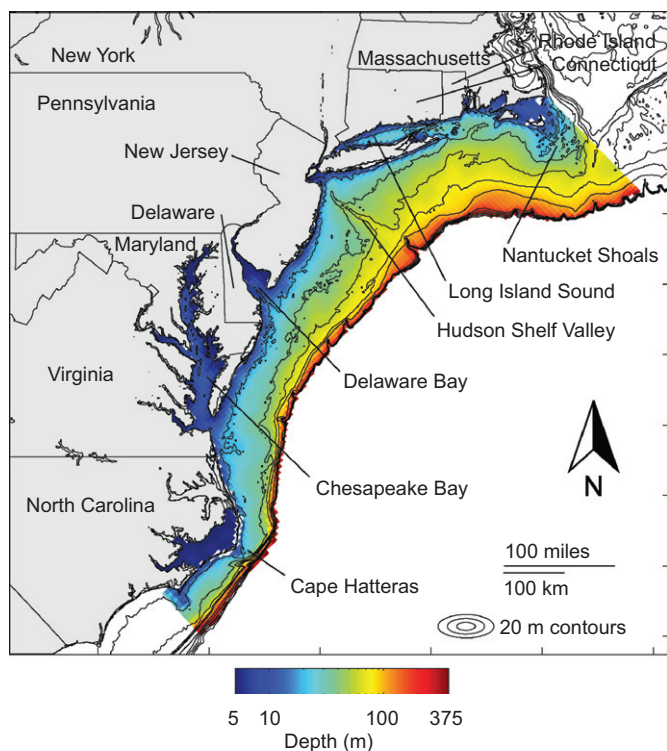 New York
Massachusetts
Rhode Island
Connecticut
Pennsylvania
New Jersey
Delaware
Maryland
Nantucket Shoals
Long Island Sound
Hudson Shelf Valley
Virginia
Delaware Bay
N
Chesapeake Bay
North Carolina
100 miles
100 km
Cape Hatteras
20 m contours
5 10 100 375
Depth (m)